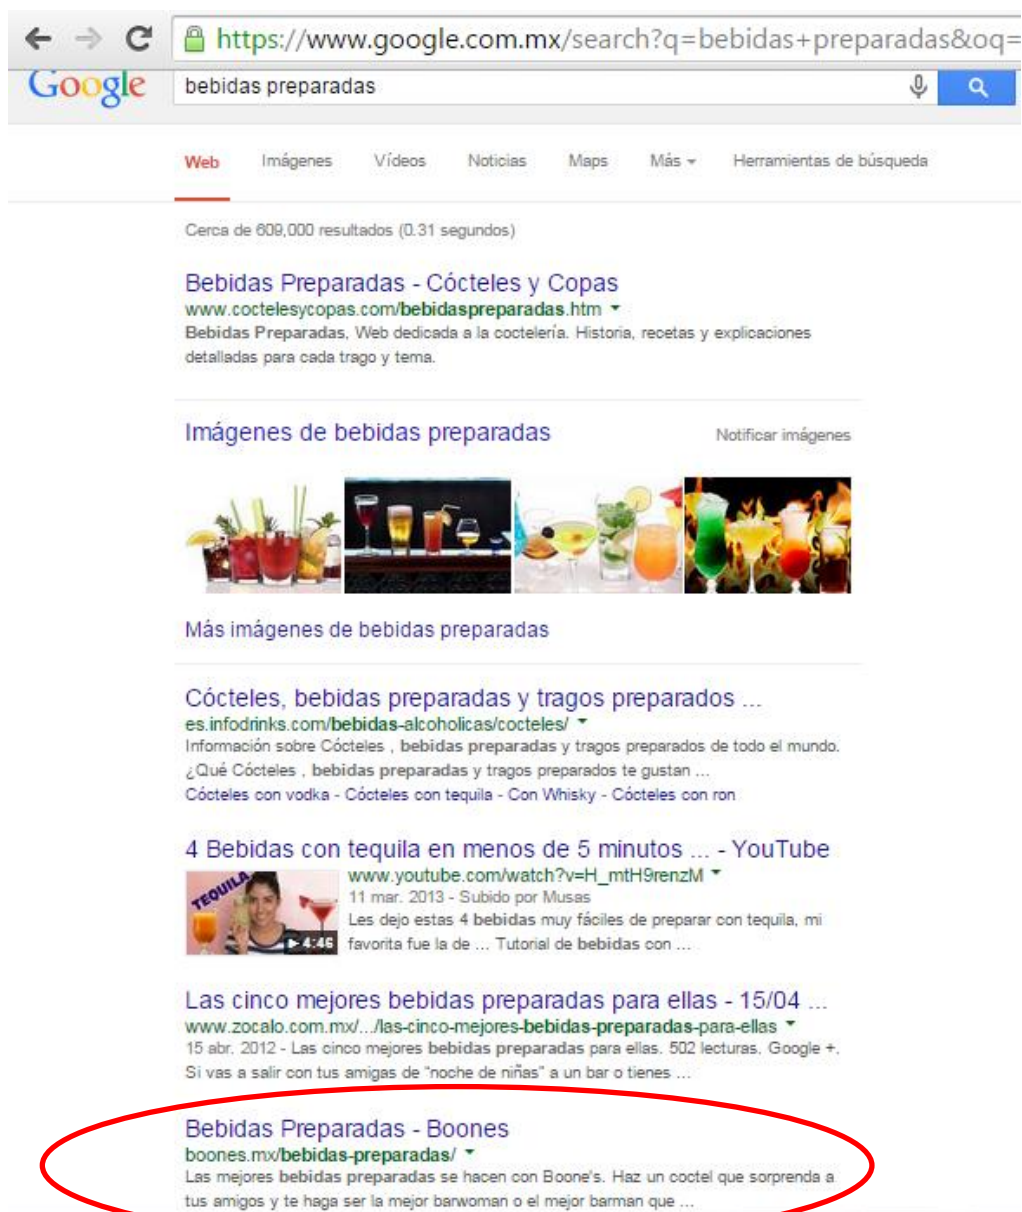 https://www.google.com.mx/search?q=bebidas+preparadas&oq=
Google bebidas preparadas
Web Imágenes Vídeos Noticias Maps Más Herramientas de búsqueda
Cerca de 609,000 resultados (0.31 segundos)
Bebidas Preparadas - Cócteles y Copas
www.coctelesycopas.com/bebidaspreparadas.htm
Bebidas Preparadas, Web dedicada a la coctelería. Historia, recetas y explicaciones
detalladas para cada trago y tema.
Imágenes de bebidas preparadas Notificar imágenes
Más imágenes de bebidas preparadas
Cócteles, bebidas preparadas y tragos preparados ...
es.infodrinks.com/bebidas-alcoholicas/cocteles/
Información sobre Cócteles , bebidas preparadas y tragos preparados de todo el mundo.
¿Qué Cócteles , bebidas preparadas y tragos preparados te gustan ...
Cócteles con vodka - Cócteles con tequila - Con Whisky - Cócteles con ron
4 Bebidas con tequila en menos de 5 minutos ... - YouTube
www.youtube.com/watch?v=H_mtH9renzM
TEQUILA
11 mar. 2013 - Subido por Musas
Les dejo estas 4 bebidas muy fáciles de preparar con tequila, mi
4:46 favorita fue la de ... Tutorial de bebidas con ...
Las cinco mejores bebidas preparadas para ellas - 15/04 ...
www.zocalo.com.mx/.../las-cinco-mejores-bebidas-preparadas-para-ellas
15 abr. 2012 - Las cinco mejores bebidas preparadas para ellas. 502 lecturas. Google +.
Si vas a salir con tus amigas de “noche de niñas” a un bar o tienes ...
Bebidas Preparadas - Boones
boones.mx/bebidas-preparadas/
Las mejores bebidas preparadas se hacen con Boone's. Haz un coctel que sorprenda a
tus amigos y te haga ser la mejor barwoman o el mejor barman que ...